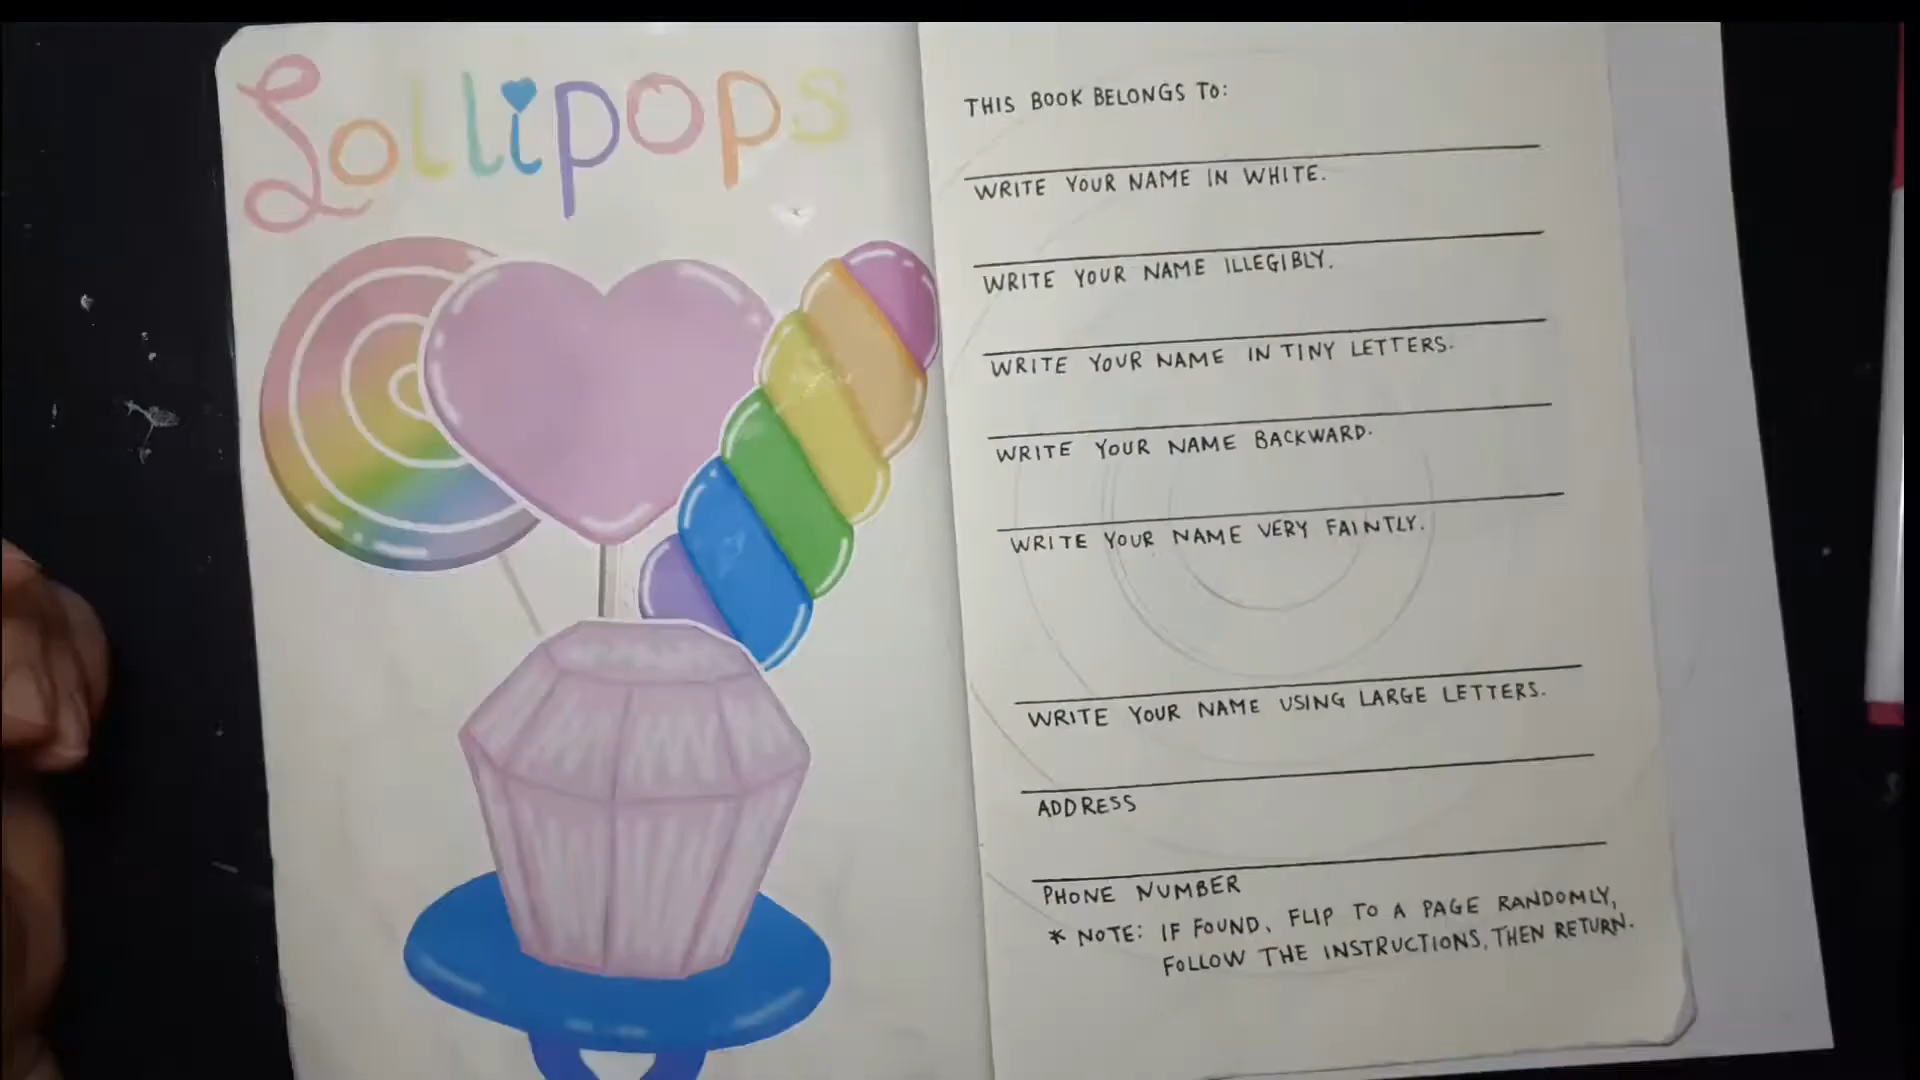 Lollipops
THIS BOOK BELONGS TO:
WRITE YOUR NAME IN WHITE.
WRITE YOUR NAME ILLEGIBLY.
WRITE YOUR NAME IN TINY LETTERS.
WRITE YOUR NAME BACKWARD.
WRITE YOUR NAME VERY FAINTLY.
WRITE YOUR NAME USING LARGE LETTERS.
ADDRESS
PHONE NUMBER
* NOTE: IF FOUND, FLIP TO A PAGE RANDOMLY,
FOLLOW THE INSTRUCTIONS, THEN RETURN.